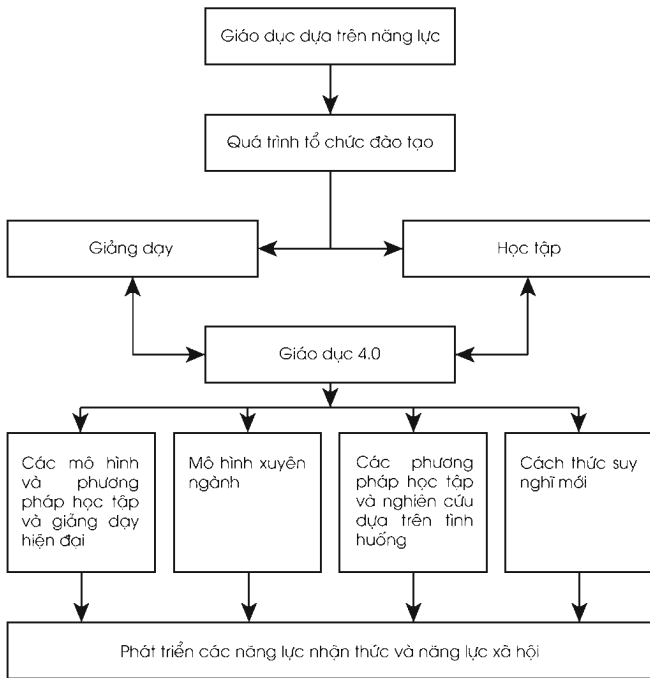 Giáo dục dựa trên năng lực
Quá trình tổ chức đào tạo
Giảng dạy
Học tập
Giáo dục 4.0
Các mô hình
và phương
pháp học tập
và giảng dạy
hiện đại
Mô hình xuyên
ngành
Các phương
pháp học tập
và nghiên cứu
dựa trên tình
huống
Cách thức suy
nghĩ mới
Phát triển các năng lực nhận thức và năng lực xã hội